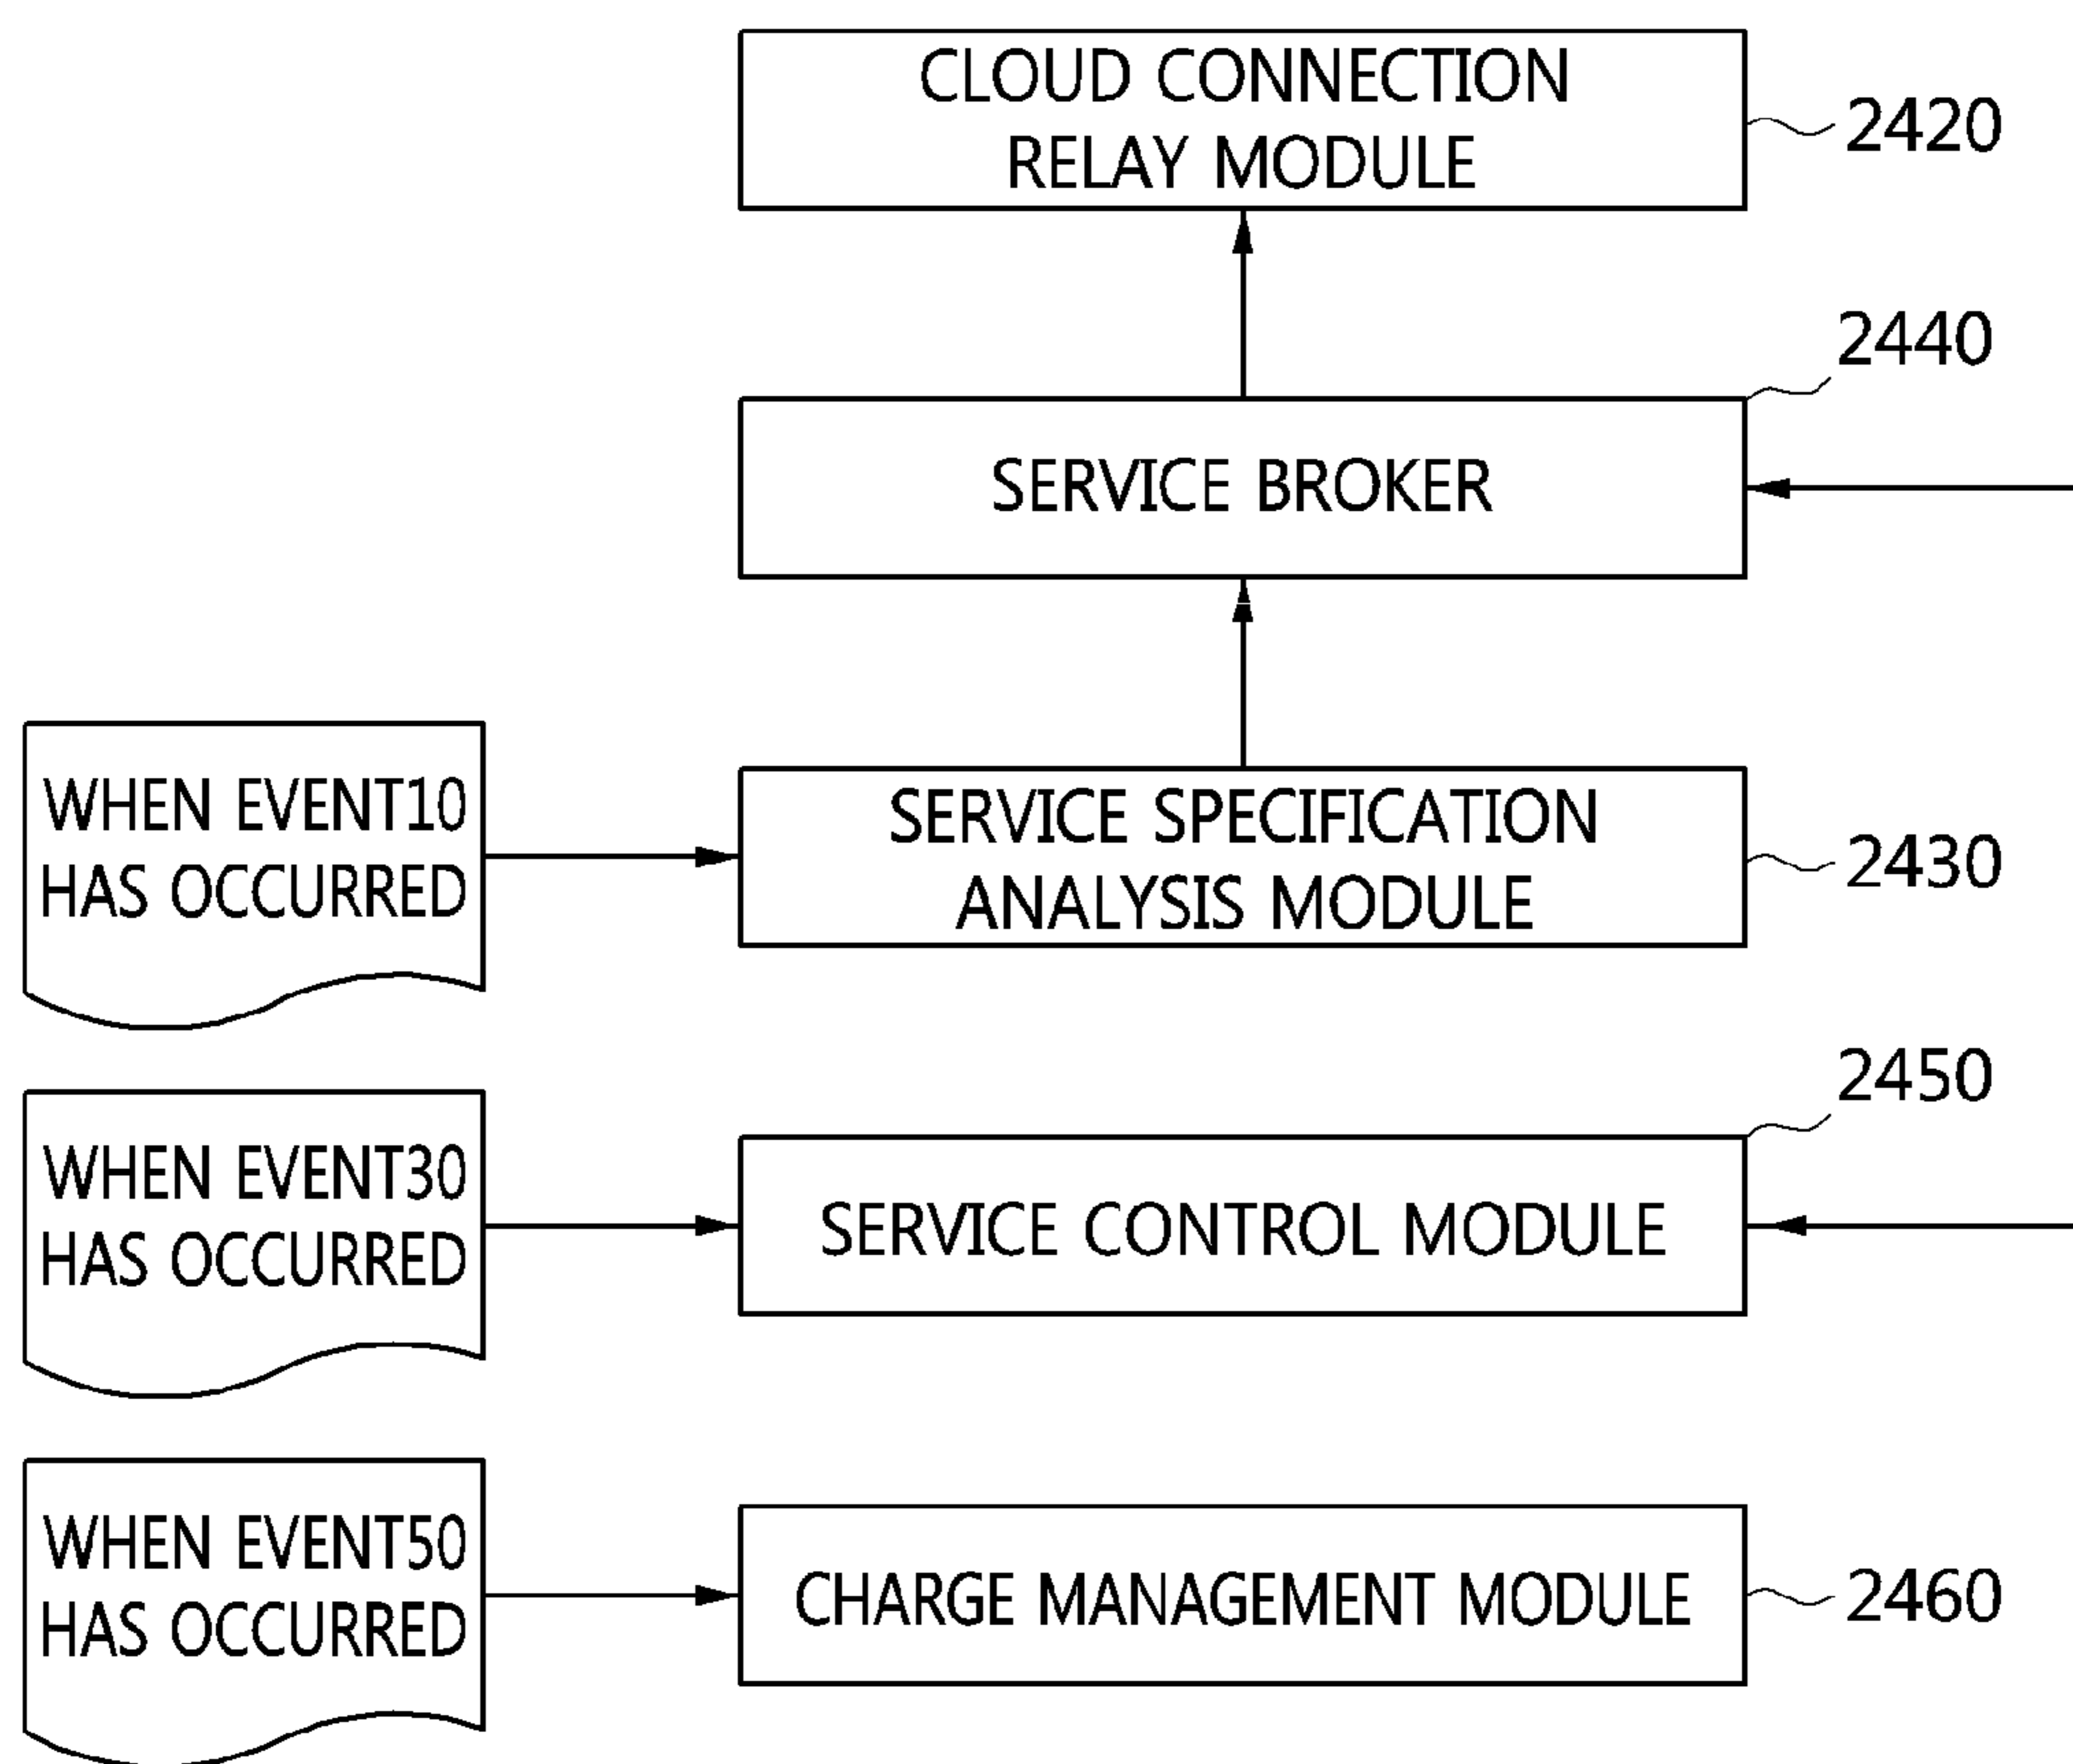 CLOUD CONNECTION
RELAY MODULE
2420
2440
SERVICE BROKER
WHEN EVENT10
HAS OCCURRED
SERVICE SPECIFICATION
ANALYSIS MODULE
2430
2450
WHEN EVENT30
HAS OCCURRED
SERVICE CONTROL MODULE
WHEN EVENT50
HAS OCCURRED
CHARGE MANAGEMENT MODULE
2460